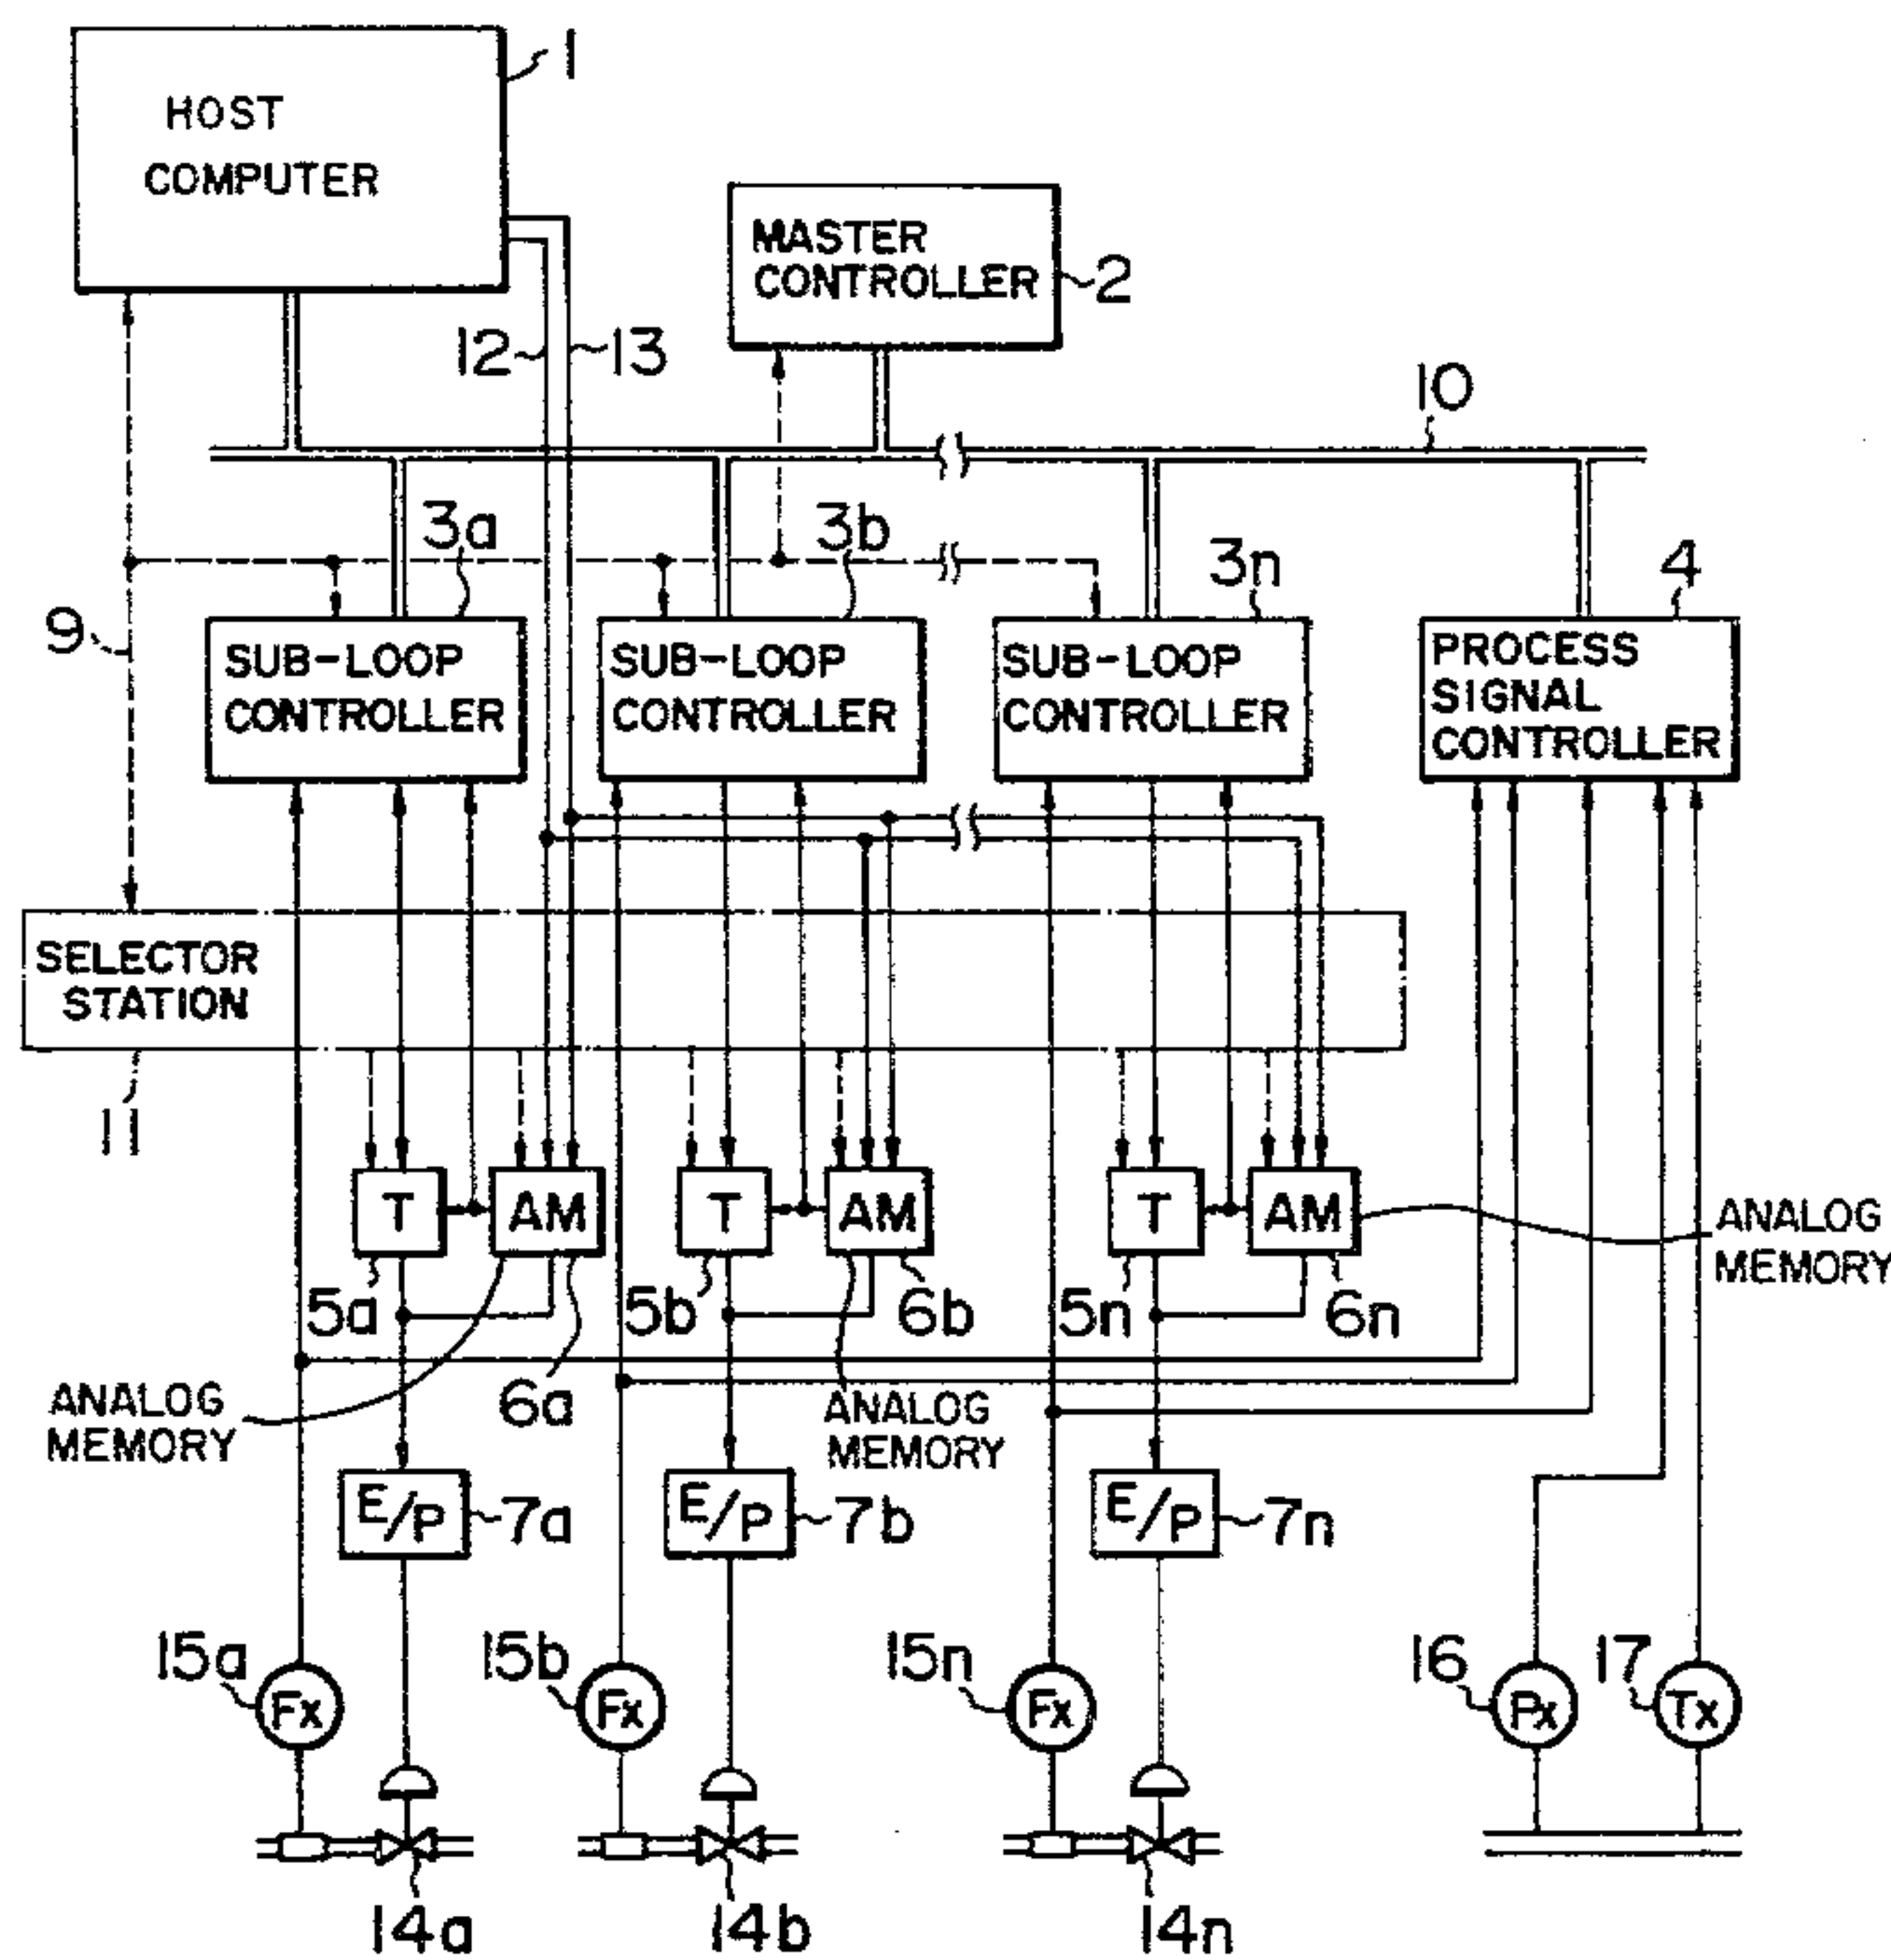 1
HOST
COMPUTER
MASTER
CONTROLLER
2
12
13
10
3a
3b
3n
4
9
SUB-LOOP
CONTROLLER
SUB-LOOP
CONTROLLER
SUB-LOOP
CONTROLLER
PROCESS
SIGNAL
CONTROLLER
SELECTOR
STATION
11
T
AM
T
AM
T
AM
ANALOG
MEMORY
5a
5b
6b
5n
6n
6a
ANALOG
MEMORY
ANALOG
MEMORY
E/P
7a
E/P
7b
E/P
7n
15a
Fx
15b
Fx
15n
Fx
16
Px
17
Tx
14a
14b
14n